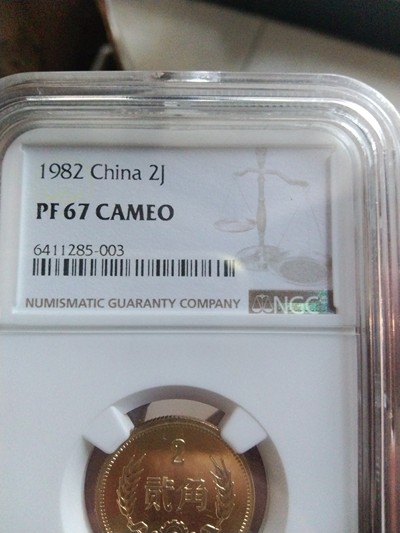 1982 China 2J
PF 67 CAMEO
6411285-003
NUMISMATIC GUARANTY COMPANY NGC
2
贰角